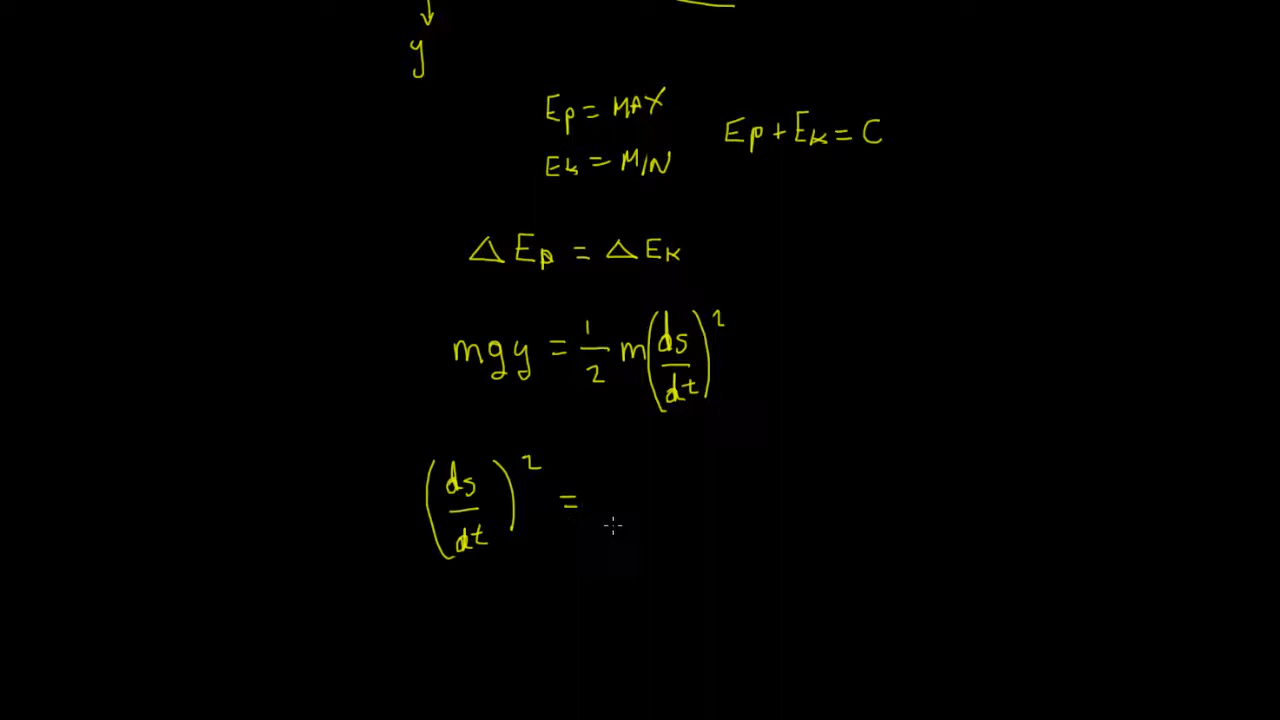 y
Ep = MAX
Ek = MIN
Ep + Ek = C
ΔEp = ΔEk
mgy = 1/2 m(ds/dt)²
(ds/dt)² =